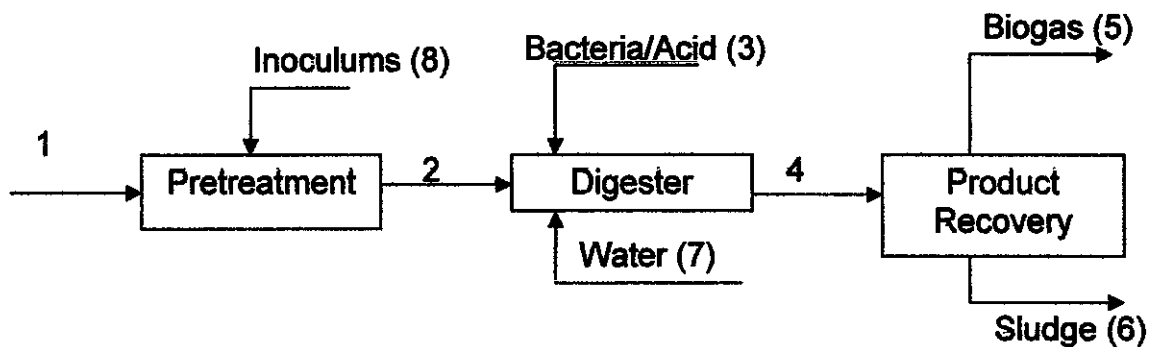 Biogas (5)
Inoculums (8)
Bacteria/Acid (3)
1
Pretreatment
2
Digester
4
Product
Recovery
Water (7)
Sludge (6)